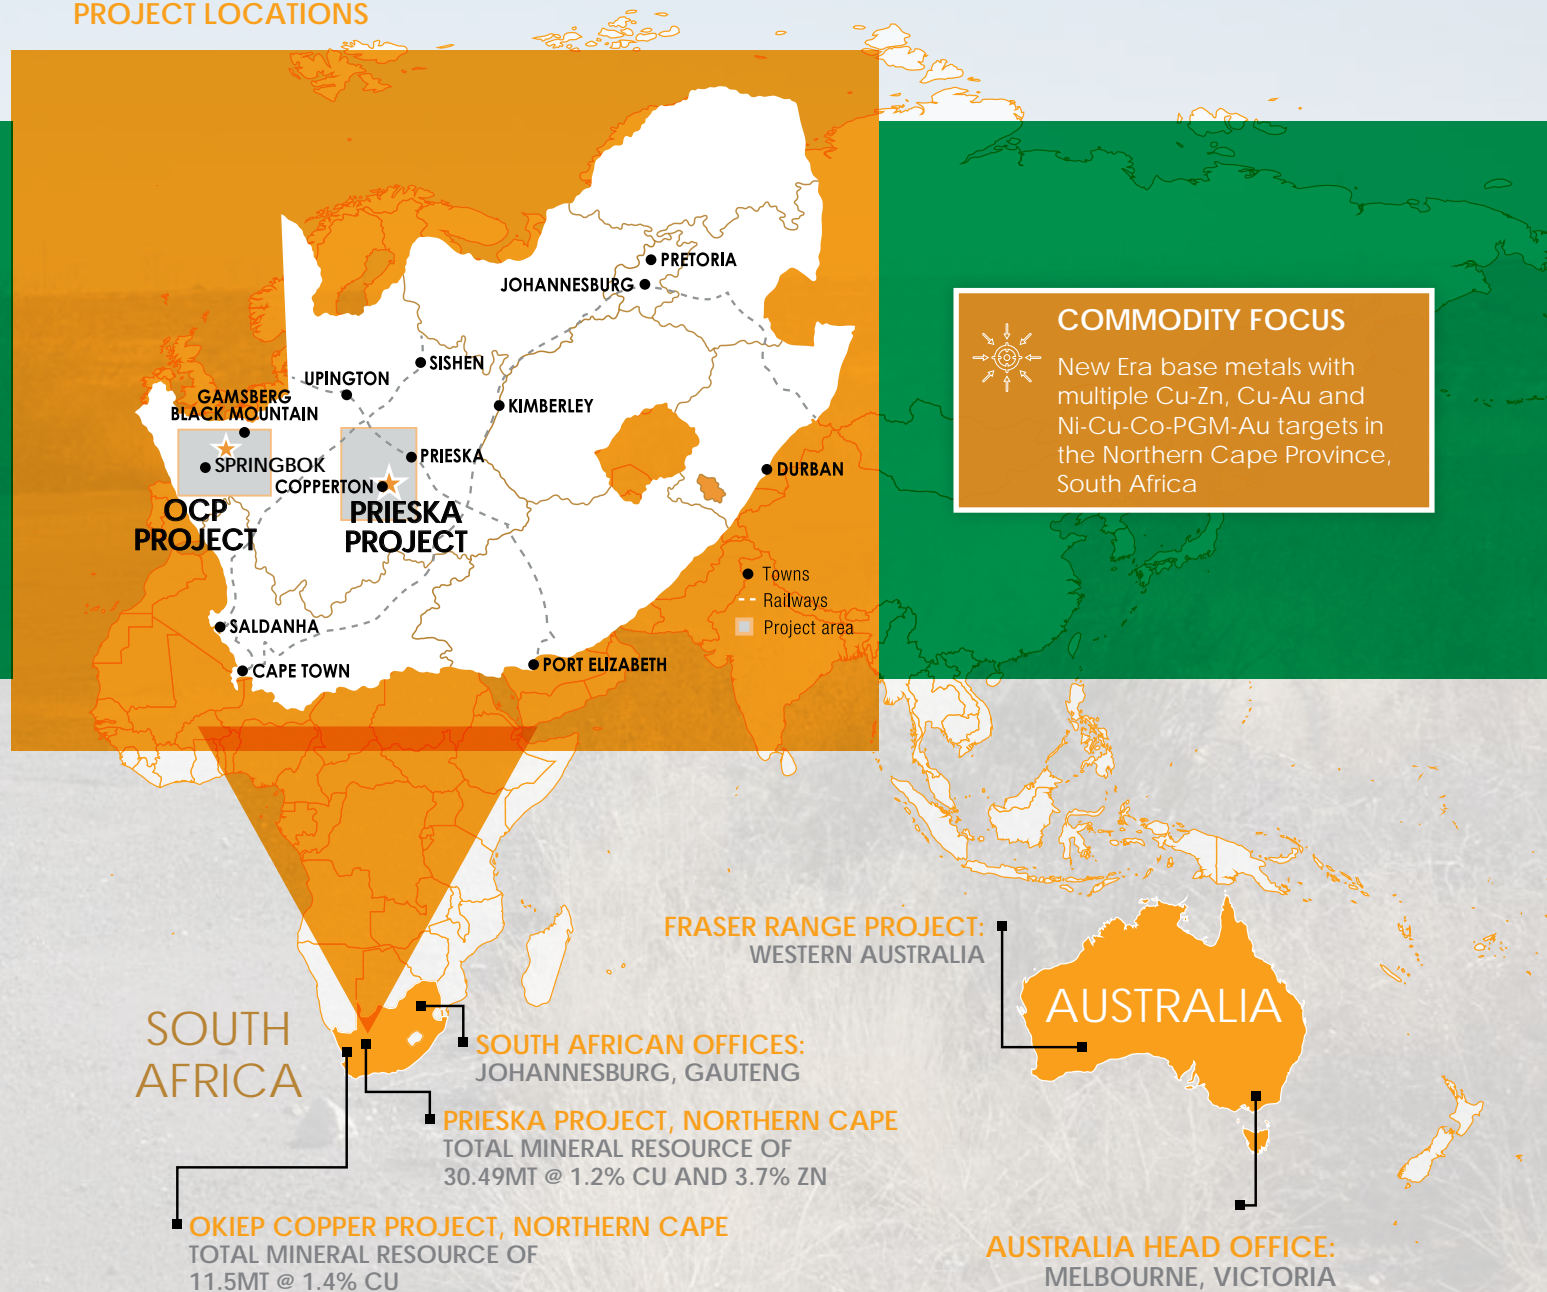 PROJECT LOCATIONS
PRETORIA
JOHANNESBURG
SISHEN
UPINGTON
GAMSBERG
BLACK MOUNTAIN
KIMBERLEY
PRIESKA
SPRINGBOK
COPPERTON
DURBAN
OCP
PROJECT
PRIESKA
PROJECT
SALDANHA
CAPE TOWN
PORT ELIZABETH
Towns
Railways
Project area
COMMODITY FOCUS
New Era base metals with
multiple Cu-Zn, Cu-Au and
Ni-Cu-Co-PGM-Au targets in
the Northern Cape Province,
South Africa
FRASER RANGE PROJECT:
WESTERN AUSTRALIA
AUSTRALIA
SOUTH
AFRICA
SOUTH AFRICAN OFFICES:
JOHANNESBURG, GAUTENG
PRIESKA PROJECT, NORTHERN CAPE
TOTAL MINERAL RESOURCE OF
30.49MT @ 1.2% CU AND 3.7% ZN
OKIEP COPPER PROJECT, NORTHERN CAPE
TOTAL MINERAL RESOURCE OF
11.5MT @ 1.4% CU
AUSTRALIA HEAD OFFICE:
MELBOURNE, VICTORIA